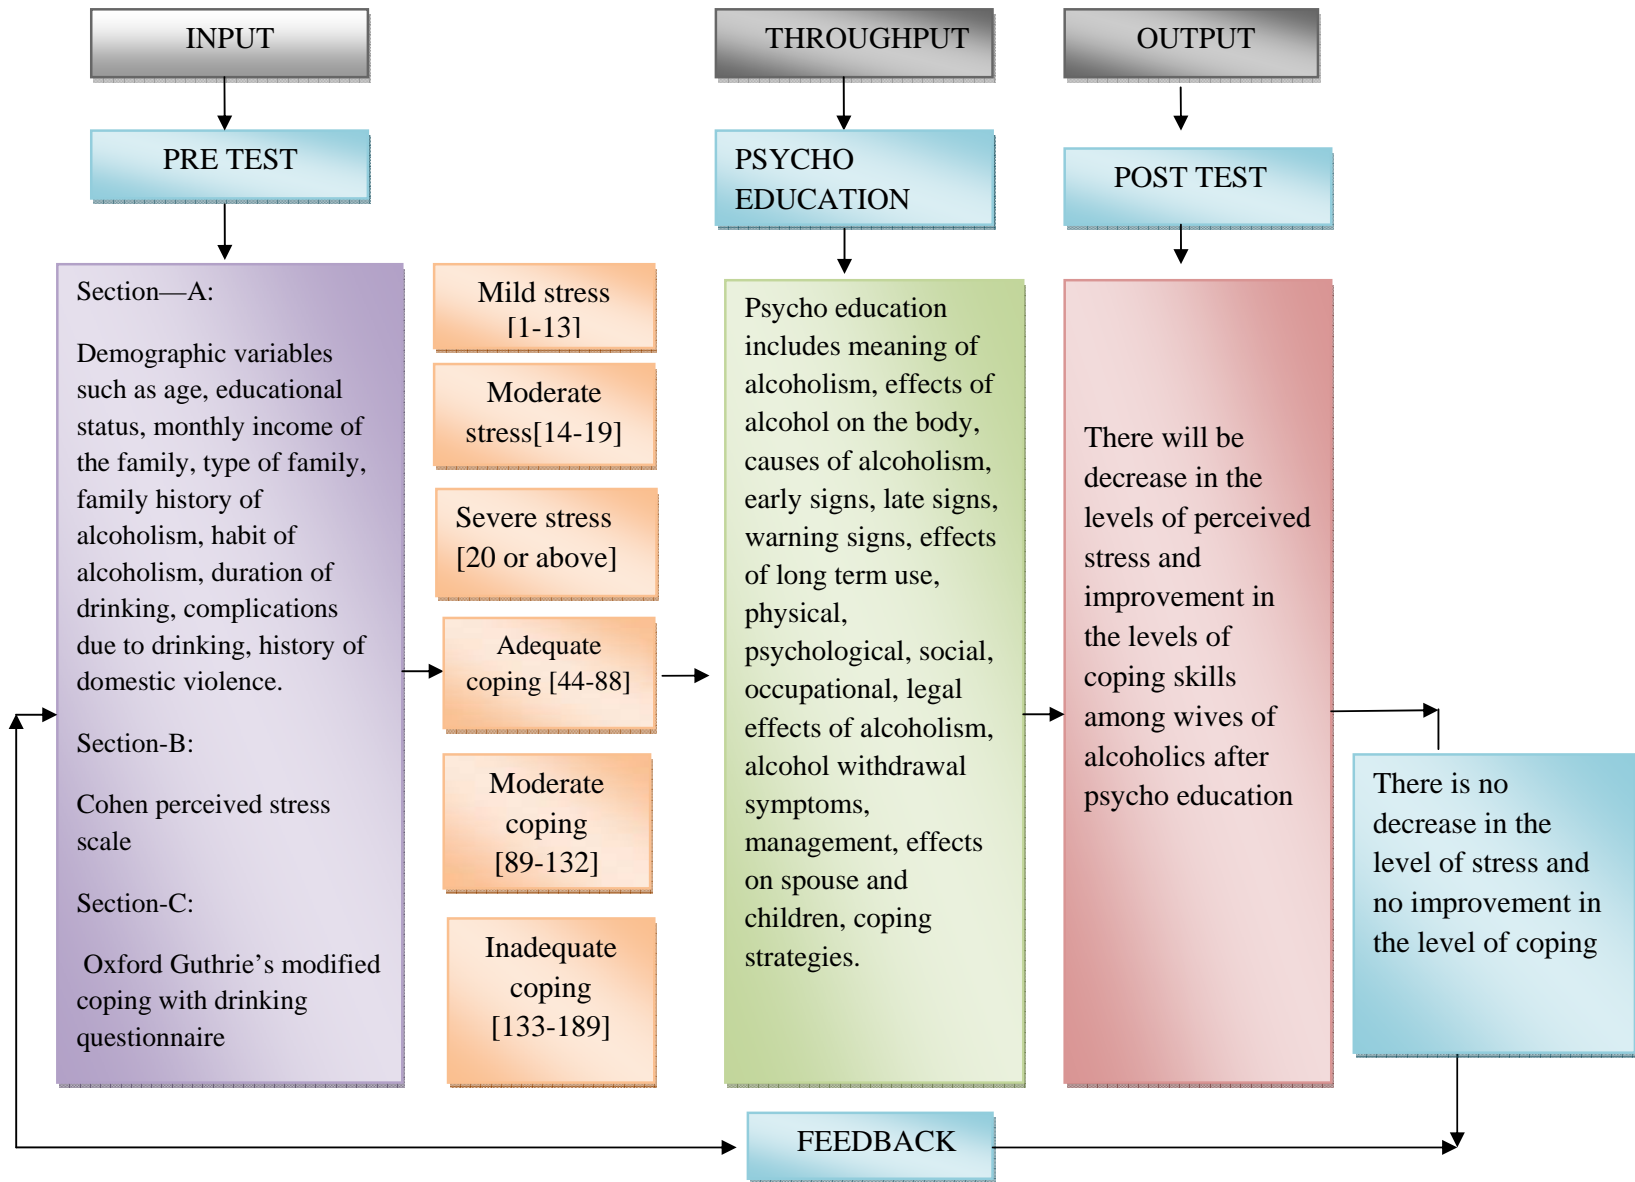 INPUT
THROUGHPUT
OUTPUT
PRE TEST
PSYCHO
EDUCATION
POST TEST
Section—A:
Demographic variables
such as age, educational
status, monthly income of
the family, type of family,
family history of
alcoholism, habit of
alcoholism, duration of
drinking, complications
due to drinking, history of
domestic violence.
Section-B:
Cohen perceived stress
scale
Section-C:
Oxford Guthrie’s modified
coping with drinking
questionnaire
Mild stress
[1-13]
Moderate
stress[14-19]
Severe stress
[20 or above]
Adequate
coping [44-88]
Moderate
coping
[89-132]
Inadequate
coping
[133-189]
Psycho education
includes meaning of
alcoholism, effects of
alcohol on the body,
causes of alcoholism,
early signs, late signs,
warning signs, effects
of long term use,
physical,
psychological, social,
occupational, legal
effects of alcoholism,
alcohol withdrawal
symptoms,
management, effects
on spouse and
children, coping
strategies.
There will be
decrease in the
levels of perceived
stress and
improvement in
the levels of
coping skills
among wives of
alcoholics after
psycho education
There is no
decrease in the
level of stress and
no improvement in
the level of coping
FEEDBACK